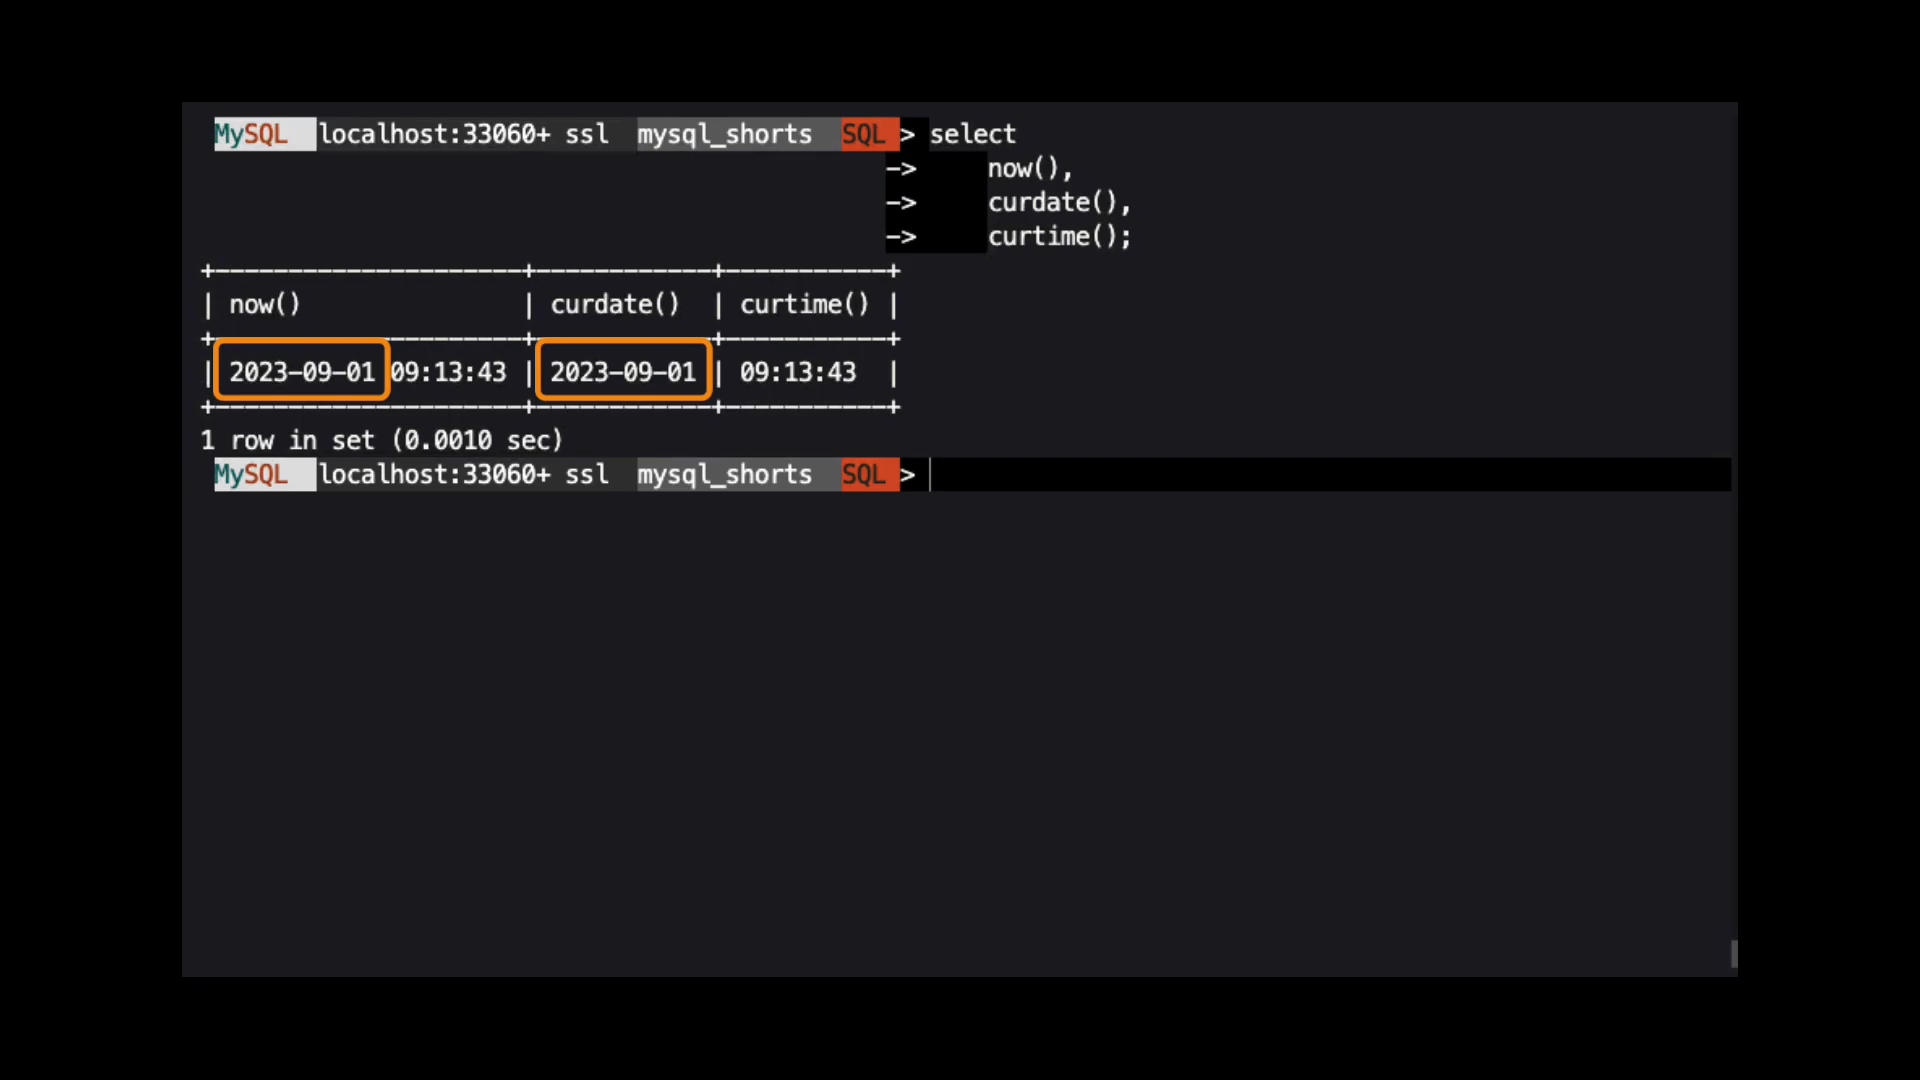 MySQL localhost:33060+ ssl mysql_shorts SQL > select
-> now(),
-> curdate(),
-> curtime();
+---------------------+------------+-----------+
| now() | curdate() | curtime() |
+---------------------+------------+-----------+
| 2023-09-01 09:13:43 | 2023-09-01 | 09:13:43 |
+---------------------+------------+-----------+
1 row in set (0.0010 sec)
MySQL localhost:33060+ ssl mysql_shorts SQL >